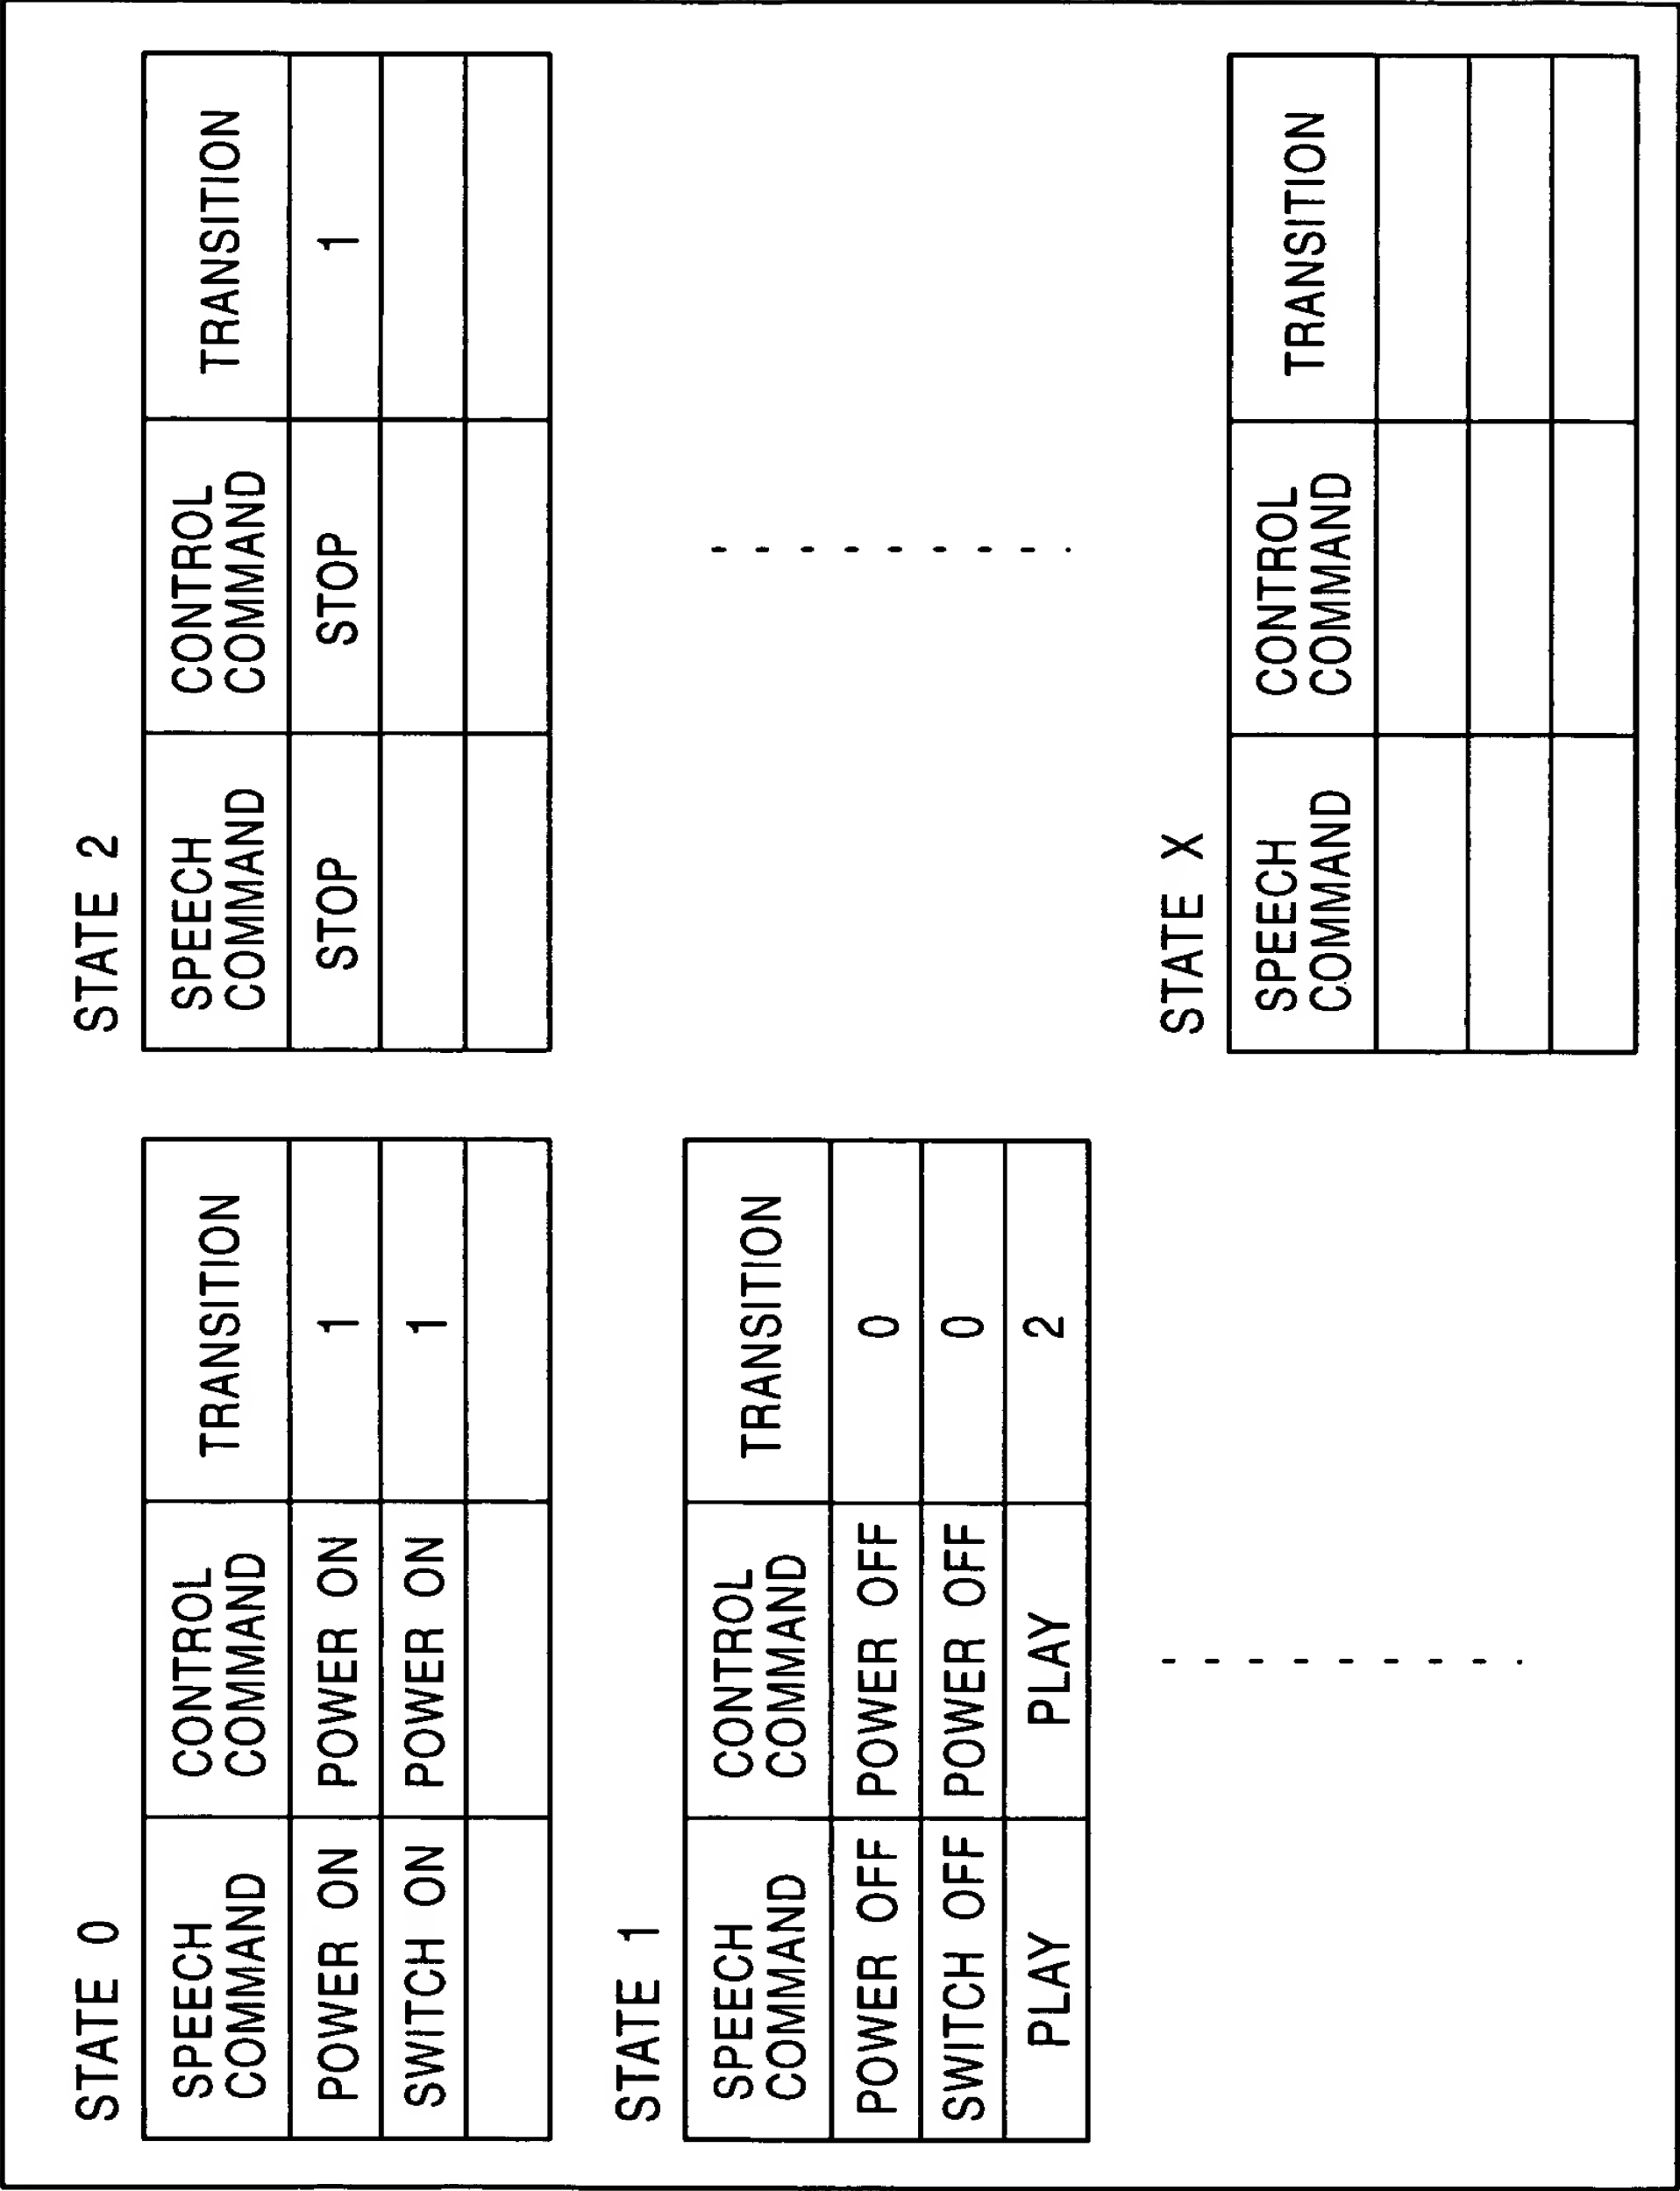 STATE 0
SPEECH COMMAND CONTROL COMMAND TRANSITION
POWER ON POWER ON 1
SWITCH ON POWER ON 1
STATE 1
SPEECH COMMAND CONTROL COMMAND TRANSITION
POWER OFF POWER OFF 0
SWITCH OFF POWER OFF 0
PLAY PLAY 2
STATE 2
SPEECH COMMAND CONTROL COMMAND TRANSITION
STOP STOP 1
STATE X
SPEECH COMMAND CONTROL COMMAND TRANSITION